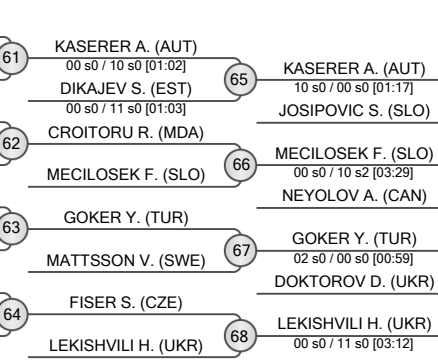 61
KASERER A. (AUT)
00 s0 / 10 s0 [01:02]
DIKAJEV S. (EST)
00 s0 / 11 s0 [01:03]
62
CROITORU R. (MDA)
MECILOSEK F. (SLO)
63
GOKER Y. (TUR)
MATTSSON V. (SWE)
64
FISER S. (CZE)
LEKISHVILI H. (UKR)
65
KASERER A. (AUT)
10 s0 / 00 s0 [01:17]
JOSIPOVIC S. (SLO)
66
MECILOSEK F. (SLO)
00 s0 / 10 s2 [03:29]
NEYOLOV A. (CAN)
67
GOKER Y. (TUR)
02 s0 / 00 s0 [00:59]
DOKTOROV D. (UKR)
68
LEKISHVILI H. (UKR)
00 s0 / 11 s0 [03:12]